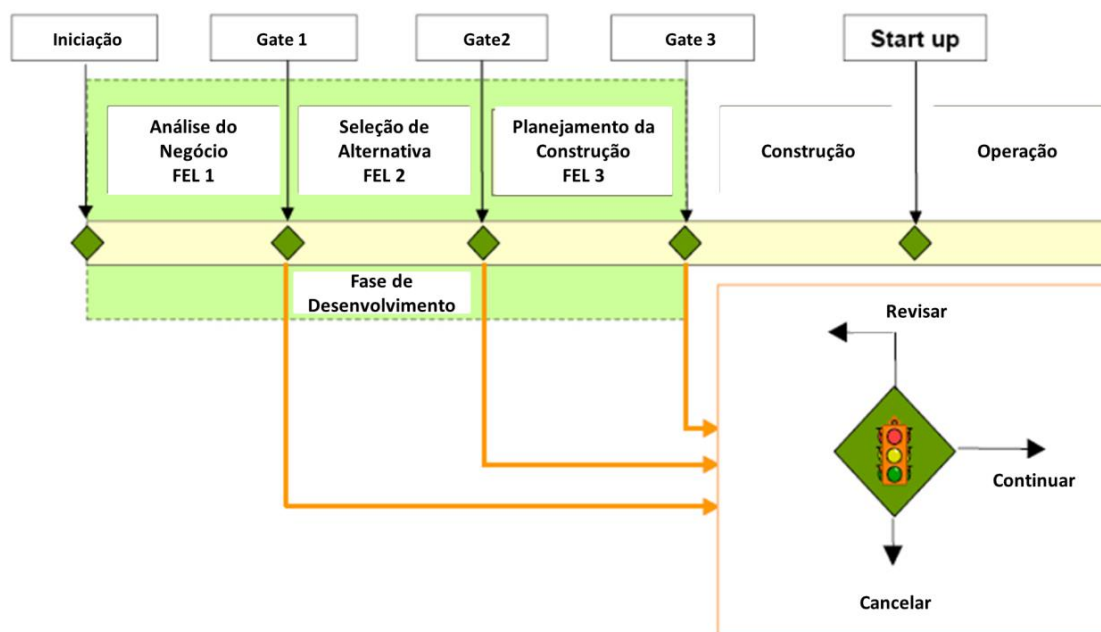 Iniciação
Gate 1
Gate2
Gate 3
Start up
Análise do
Negócio
FEL 1
Seleção de
Alternativa
FEL 2
Planejamento da
Construção
FEL 3
Construção
Operação
Fase de
Desenvolvimento
Revisar
Continuar
Cancelar